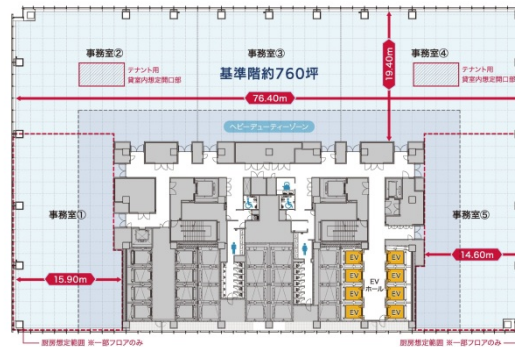 事務室②
事務室③
事務室④
テナント用
貸室内想定開口部
基準階約760坪
19.40m
テナント用
貸室内想定開口部
76.40m
ヘビーデューティーゾーン
事務室①
事務室⑤
15.90m
14.60m
EV
EV
EV
EV
EV
EV
EV
EV
EV
ホール
厨房想定範囲 ※一部フロアのみ
厨房想定範囲 ※一部フロアのみ